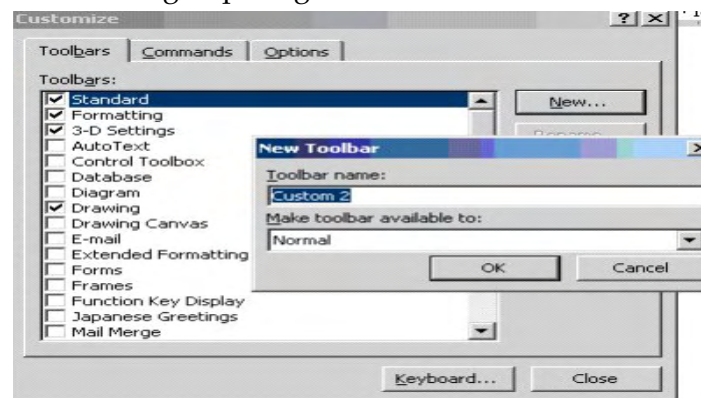 Customize
Toolbars Commands Options
Toolbars:
Standard
Formatting
3-D Settings
AutoText
Control Toolbox
Database
Diagram
Drawing
Drawing Canvas
E-mail
Extended Formatting
Forms
Frames
Function Key Display
Japanese Greetings
Mail Merge
New...
New Toolbar
Toolbar name:
Custom 2
Make toolbar available to:
Normal
OK Cancel
Keyboard... Close